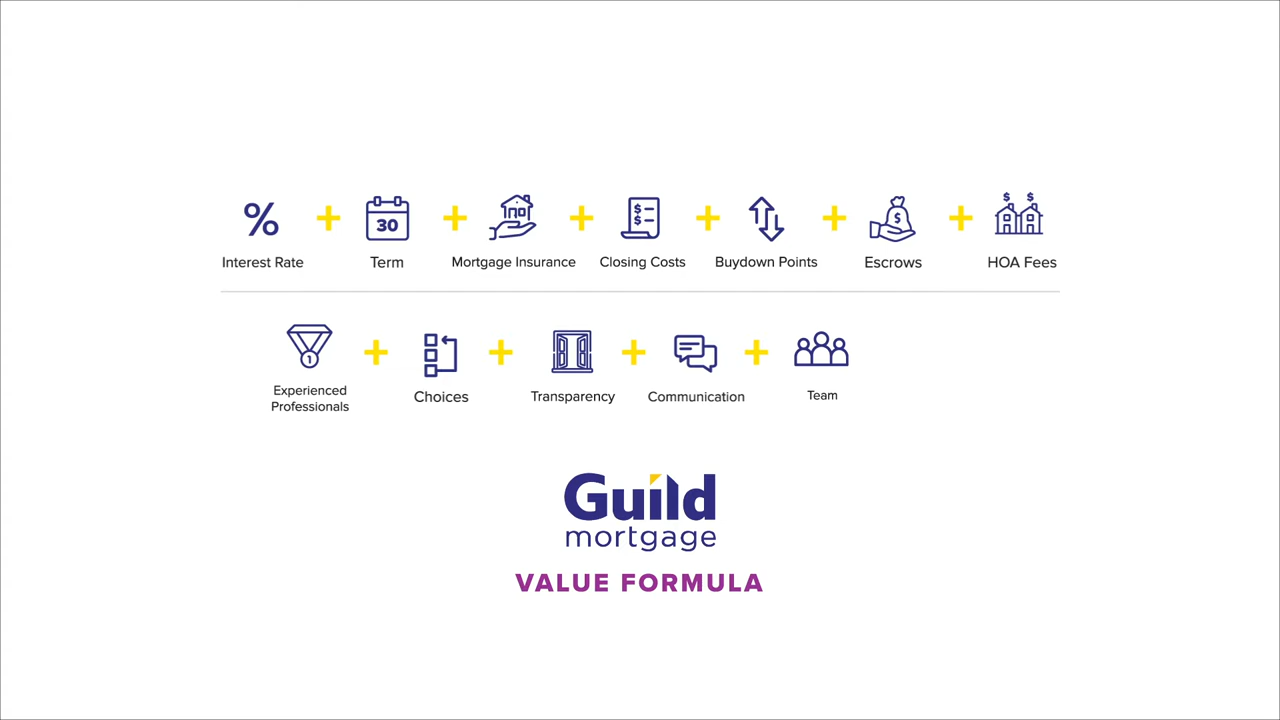 %
30
$
$
$
$ $
Interest Rate + Term + Mortgage Insurance + Closing Costs + Buydown Points + Escrows + HOA Fees
1
Experienced
Professionals + Choices + Transparency + Communication + Team
Guild
mortgage
VALUE FORMULA